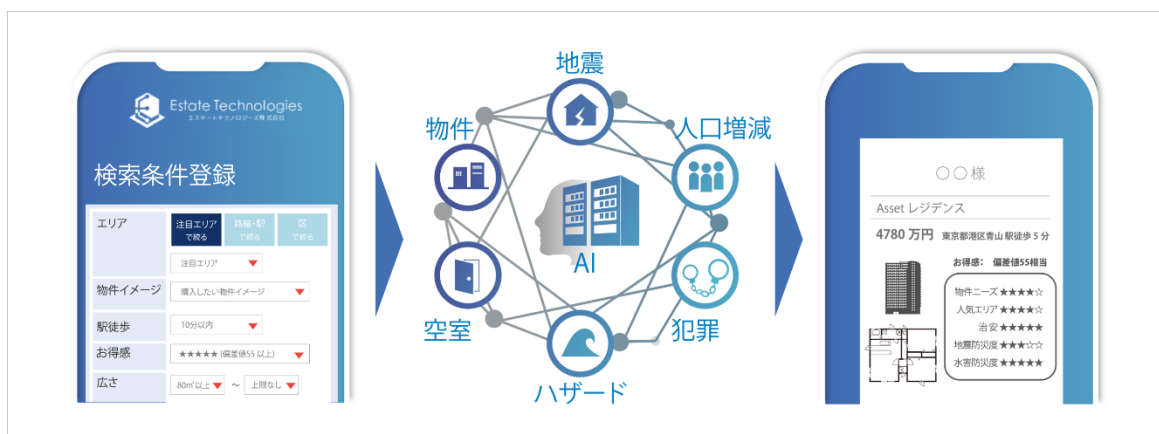 Estate Technologies
エステートテクノロジーズ株式会社
検索条件登録
エリア
注目エリア
で絞る
路線・駅
で絞る
区
で絞る
注目エリア ▼
物件イメージ
購入したい物件イメージ ▼
駅徒歩
10分以内 ▼
お得感
★★★★★ (偏差値55 以上) ▼
広さ
80㎡以上 ▼ ～ 上限なし ▼
地震
物件
人口増減
AI
空室
犯罪
ハザード
○○様
Asset レジデンス
4780 万円 東京都港区青山 駅徒歩 5 分
お得感： 偏差値55相当
物件ニーズ ★★★★☆
人気エリア ★★★★☆
治安 ★★★★★
地震防災度 ★★★☆☆
水害防災度 ★★★★★